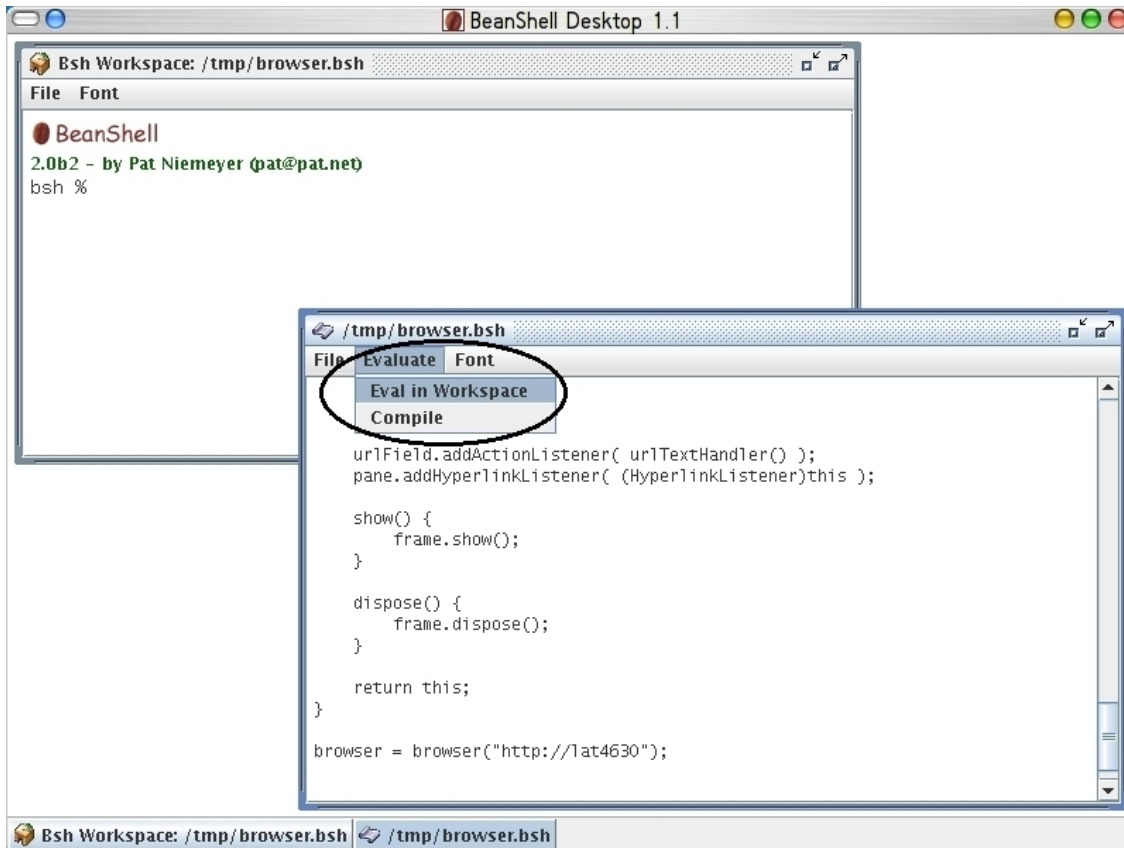 BeanShell Desktop 1.1
Bsh Workspace: /tmp/browser.bsh
File Font
BeanShell
2.0b2 - by Pat Niemeyer (pat@pat.net)
bsh %
/tmp/browser.bsh
File Evaluate Font
Eval in Workspace
Compile
urlField.addActionListener( urlTextHandler() );
pane.addHyperlinkListener( (HyperlinkListener)this );
show() {
frame.show();
}
dispose() {
frame.dispose();
}
return this;
}
browser = browser("http://lat4630");
Bsh Workspace: /tmp/browser.bsh /tmp/browser.bsh